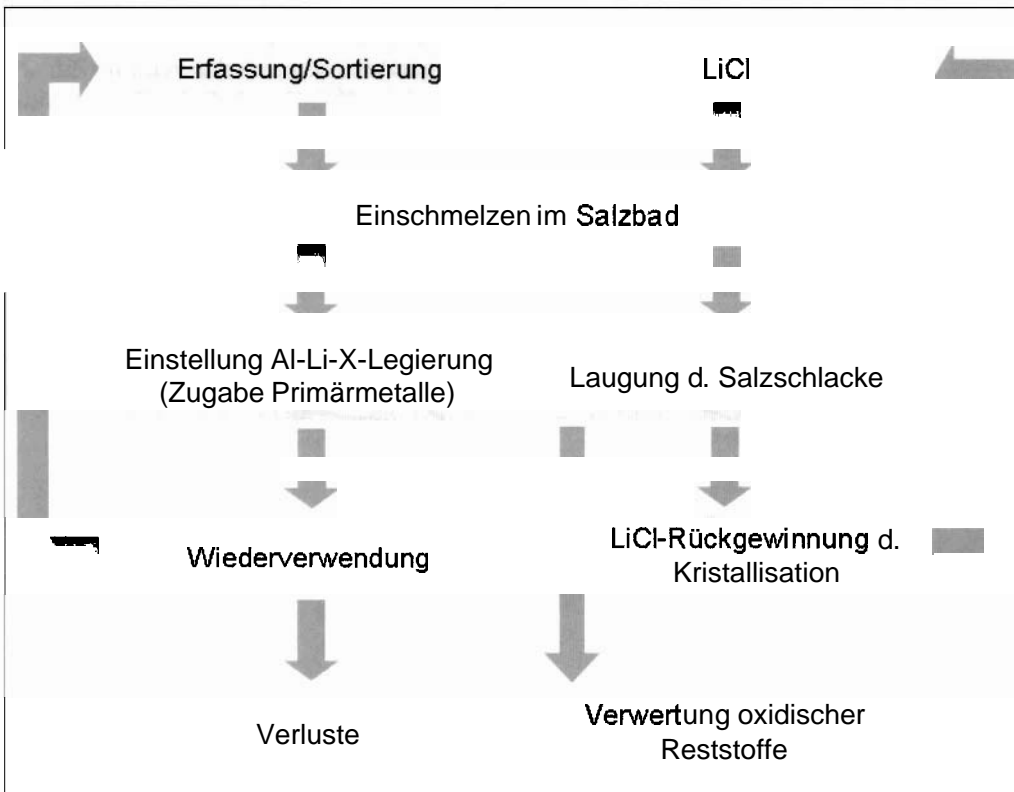 Erfassung/Sortierung
LiCl
Einschmelzen im Salzbad
Einstellung Al-Li-X-Legierung
(Zugabe Primärmetalle)
Laugung d. Salzschlacke
Wiederverwendung
LiCl-Rückgewinnung d.
Kristallisation
Verluste
Verwertung oxidischer
Reststoffe